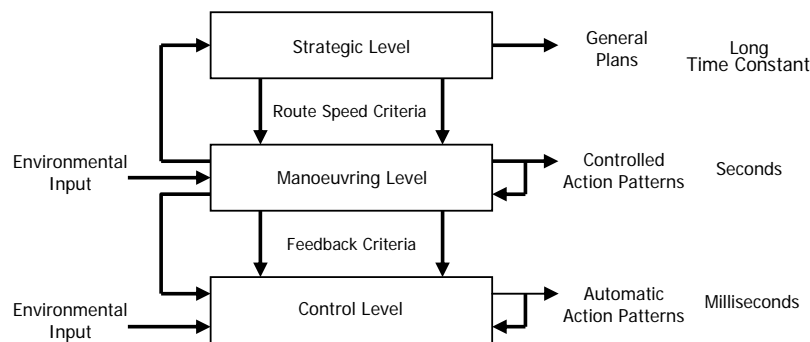 Strategic Level
General
Plans
Long
Time Constant
Route Speed Criteria
Environmental
Input
Manoeuvring Level
Controlled
Action Patterns
Seconds
Feedback Criteria
Environmental
Input
Control Level
Automatic
Action Patterns
Milliseconds